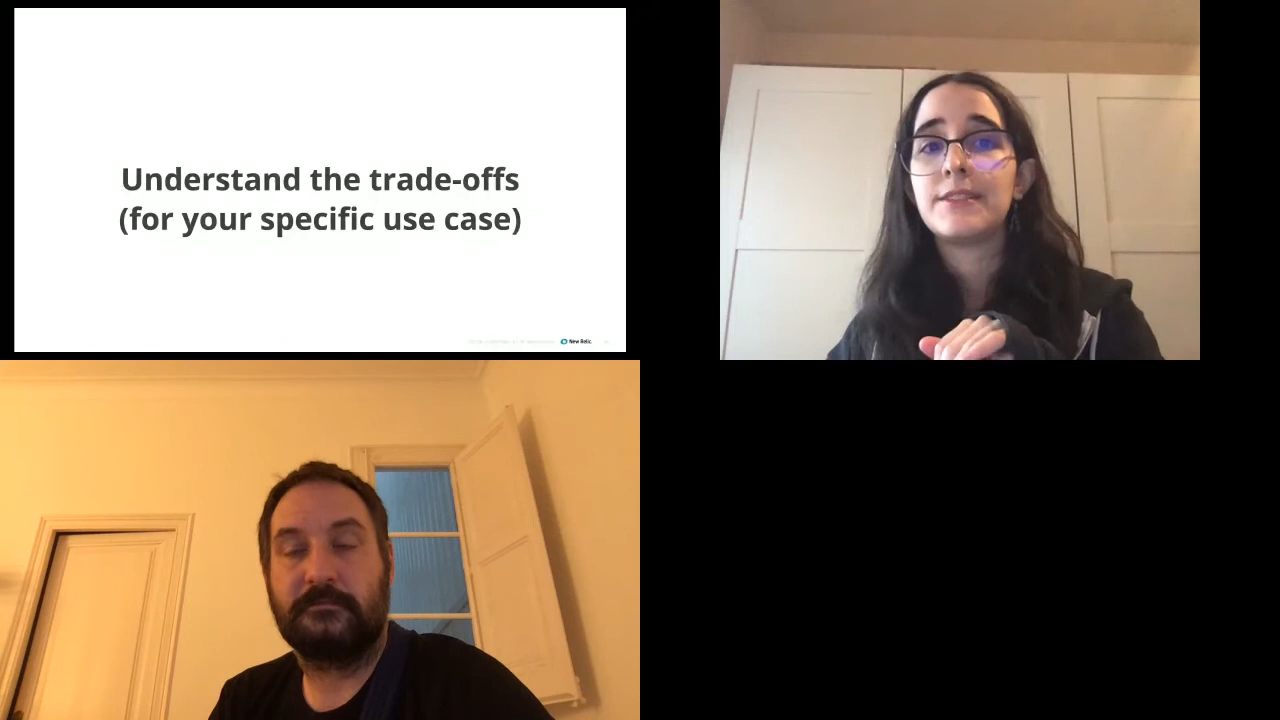 Understand the trade-offs
(for your specific use case)
New Relic.